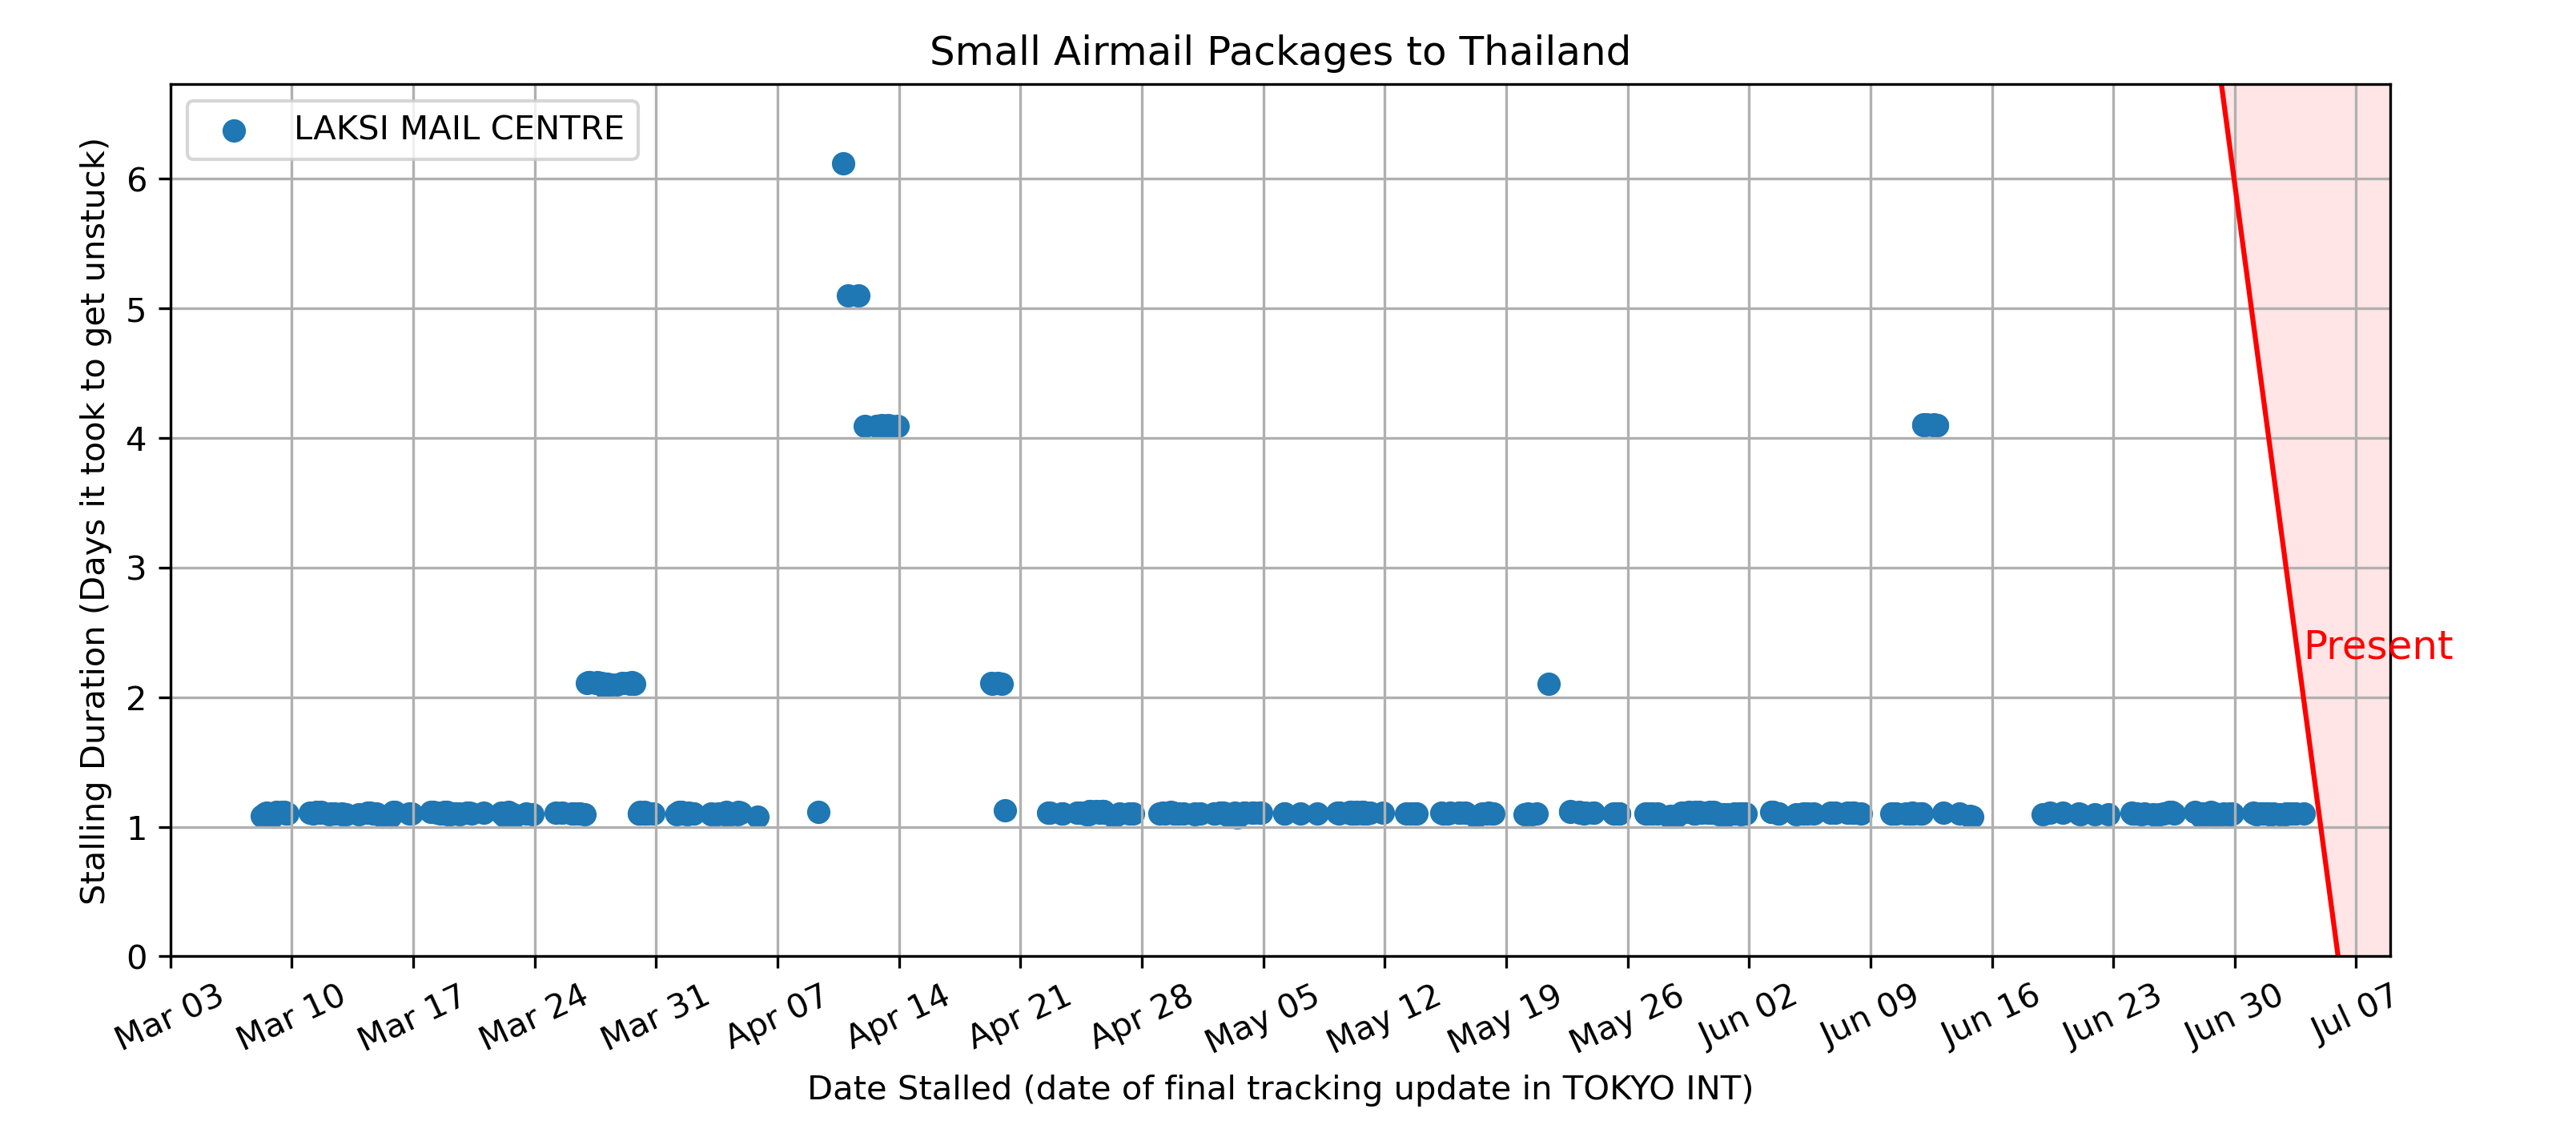 Small Airmail Packages to Thailand
LAKSI MAIL CENTRE
Stalling Duration (Days it took to get unstuck)
6
5
4
3
2
1
0
Present
Mar 03
Mar 10
Mar 17
Mar 24
Mar 31
Apr 07
Apr 14
Apr 21
Apr 28
May 05
May 12
May 19
May 26
Jun 02
Jun 09
Jun 16
Jun 23
Jun 30
Jul 07
Date Stalled (date of final tracking update in TOKYO INT)